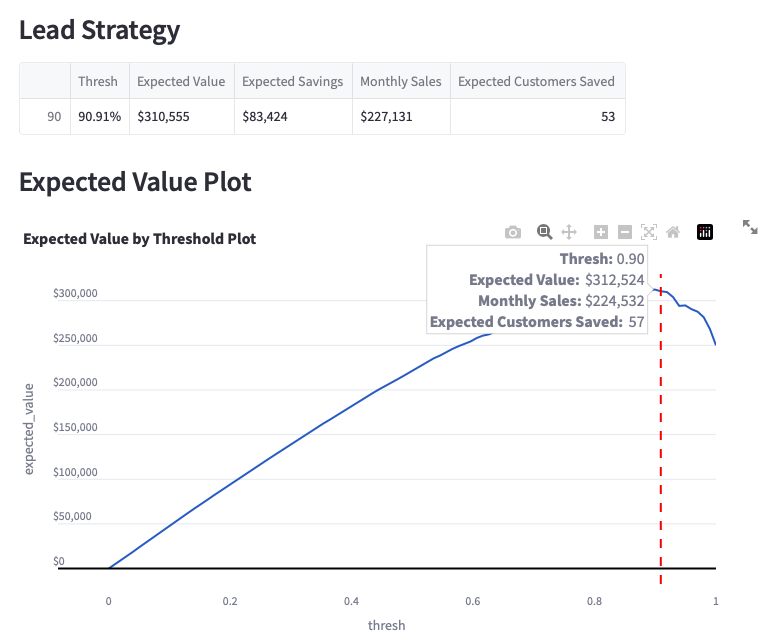 Lead Strategy
Thresh Expected Value Expected Savings Monthly Sales Expected Customers Saved
90 90.91% $310,555 $83,424 $227,131 53
Expected Value Plot
Expected Value by Threshold Plot
Thresh: 0.90
Expected Value: $312,524
Monthly Sales: $224,532
Expected Customers Saved: 57
$300,000
$250,000
$200,000
$150,000
$100,000
$50,000
$0
expected_value
0 0.2 0.4 0.6 0.8 1
thresh